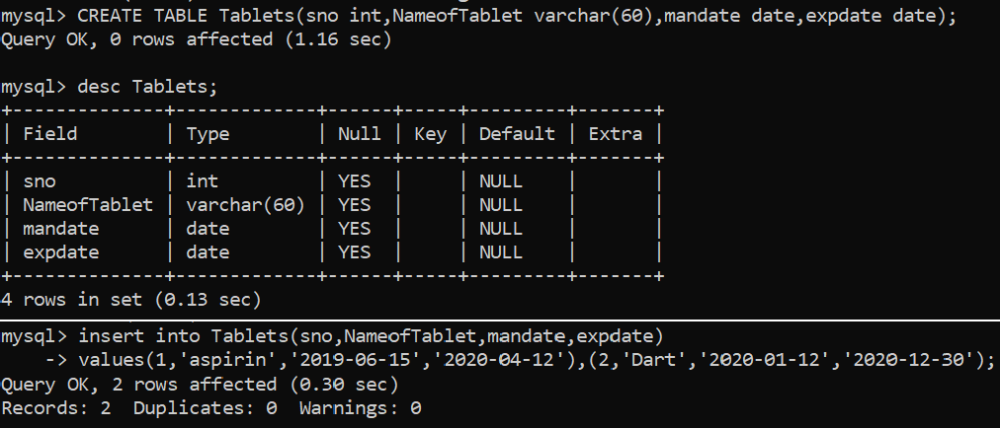 mysql> CREATE TABLE Tablets(sno int,NameofTablet varchar(60),mandate date,expdate date);
Query OK, 0 rows affected (1.16 sec)
mysql> desc Tablets;
+--------------+-------------+------+-----+---------+-------+
| Field        | Type        | Null | Key | Default | Extra |
+--------------+-------------+------+-----+---------+-------+
| sno          | int         | YES  |     | NULL    |       |
| NameofTablet | varchar(60) | YES  |     | NULL    |       |
| mandate      | date        | YES  |     | NULL    |       |
| expdate      | date        | YES  |     | NULL    |       |
+--------------+-------------+------+-----+---------+-------+
4 rows in set (0.13 sec)
mysql> insert into Tablets(sno,NameofTablet,mandate,expdate)
    -> values(1,'aspirin','2019-06-15','2020-04-12'),(2,'Dart','2020-01-12','2020-12-30');
Query OK, 2 rows affected (0.30 sec)
Records: 2  Duplicates: 0  Warnings: 0